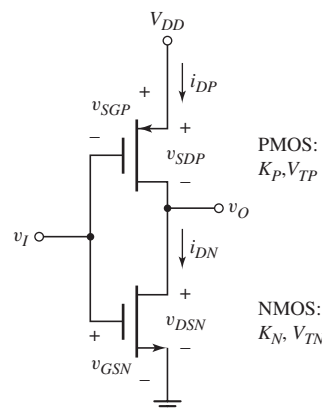 V_DD
+
i_DP
v_SGP
+
−
v_SDP
−
PMOS:
K_P, V_TP
v_I
v_O
i_DN
+
+
v_DSN
NMOS:
K_N, V_TN
v_GSN
−
−